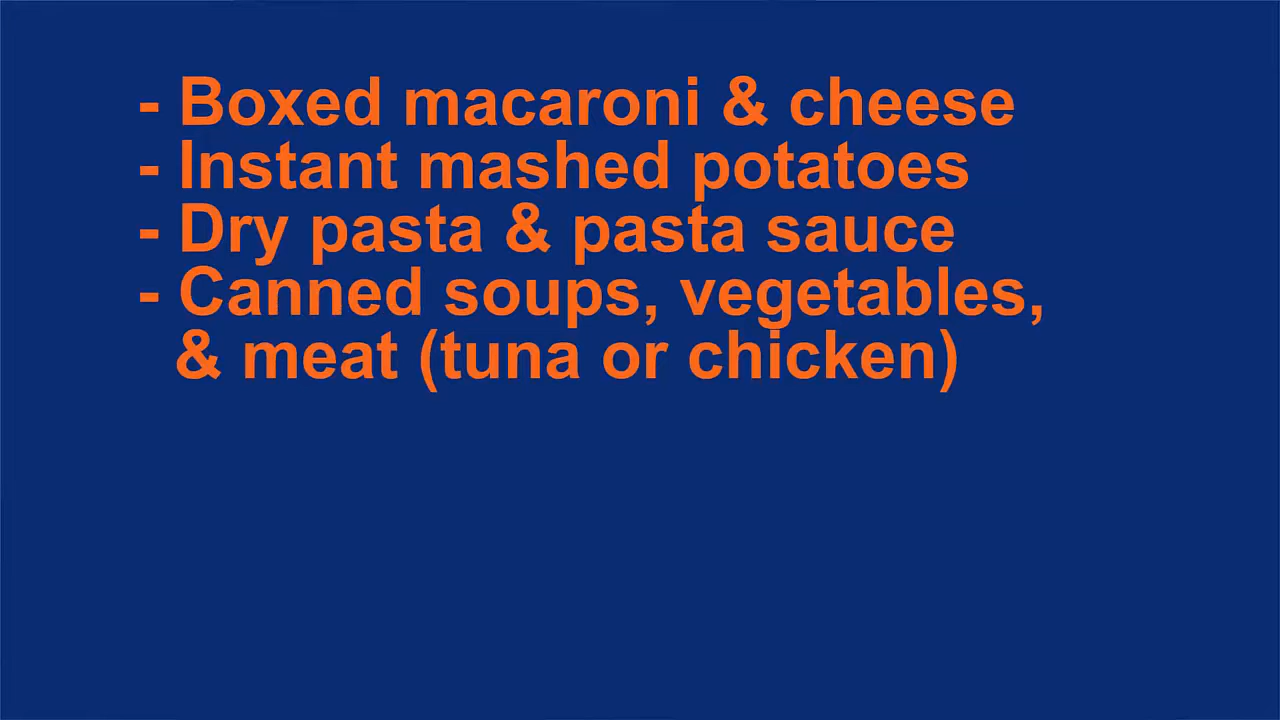 - Boxed macaroni & cheese
- Instant mashed potatoes
- Dry pasta & pasta sauce
- Canned soups, vegetables,
& meat (tuna or chicken)